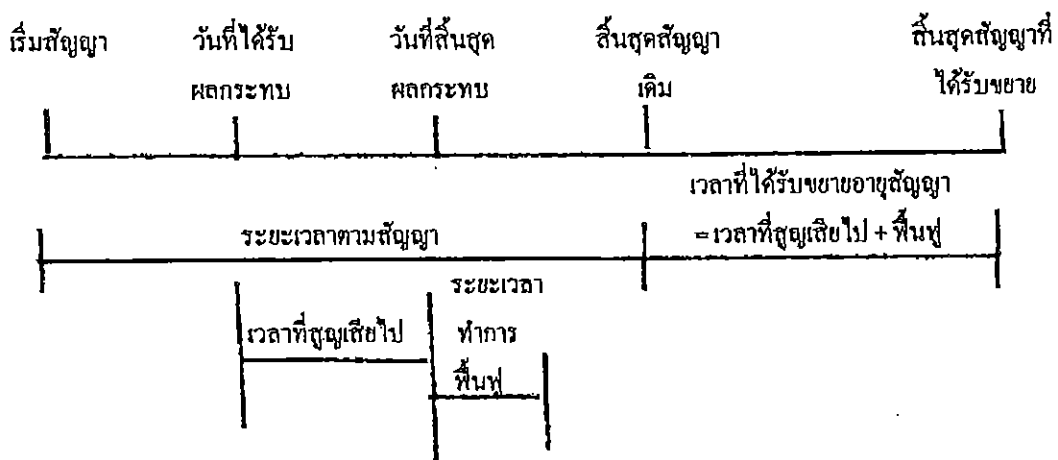 เริ่มสัญญา วันที่ได้รับ วันที่สิ้นสุด สิ้นสุดสัญญา สิ้นสุดสัญญาที่
ผลกระทบ ผลกระทบ เดิม ได้รับขยาย
เวลาที่ได้รับขยายอายุสัญญา
ระยะเวลาตามสัญญา =เวลาที่สูญเสียไป + ฟื้นฟู
ระยะเวลา
เวลาที่สูญเสียไป ทำการ
ฟื้นฟู